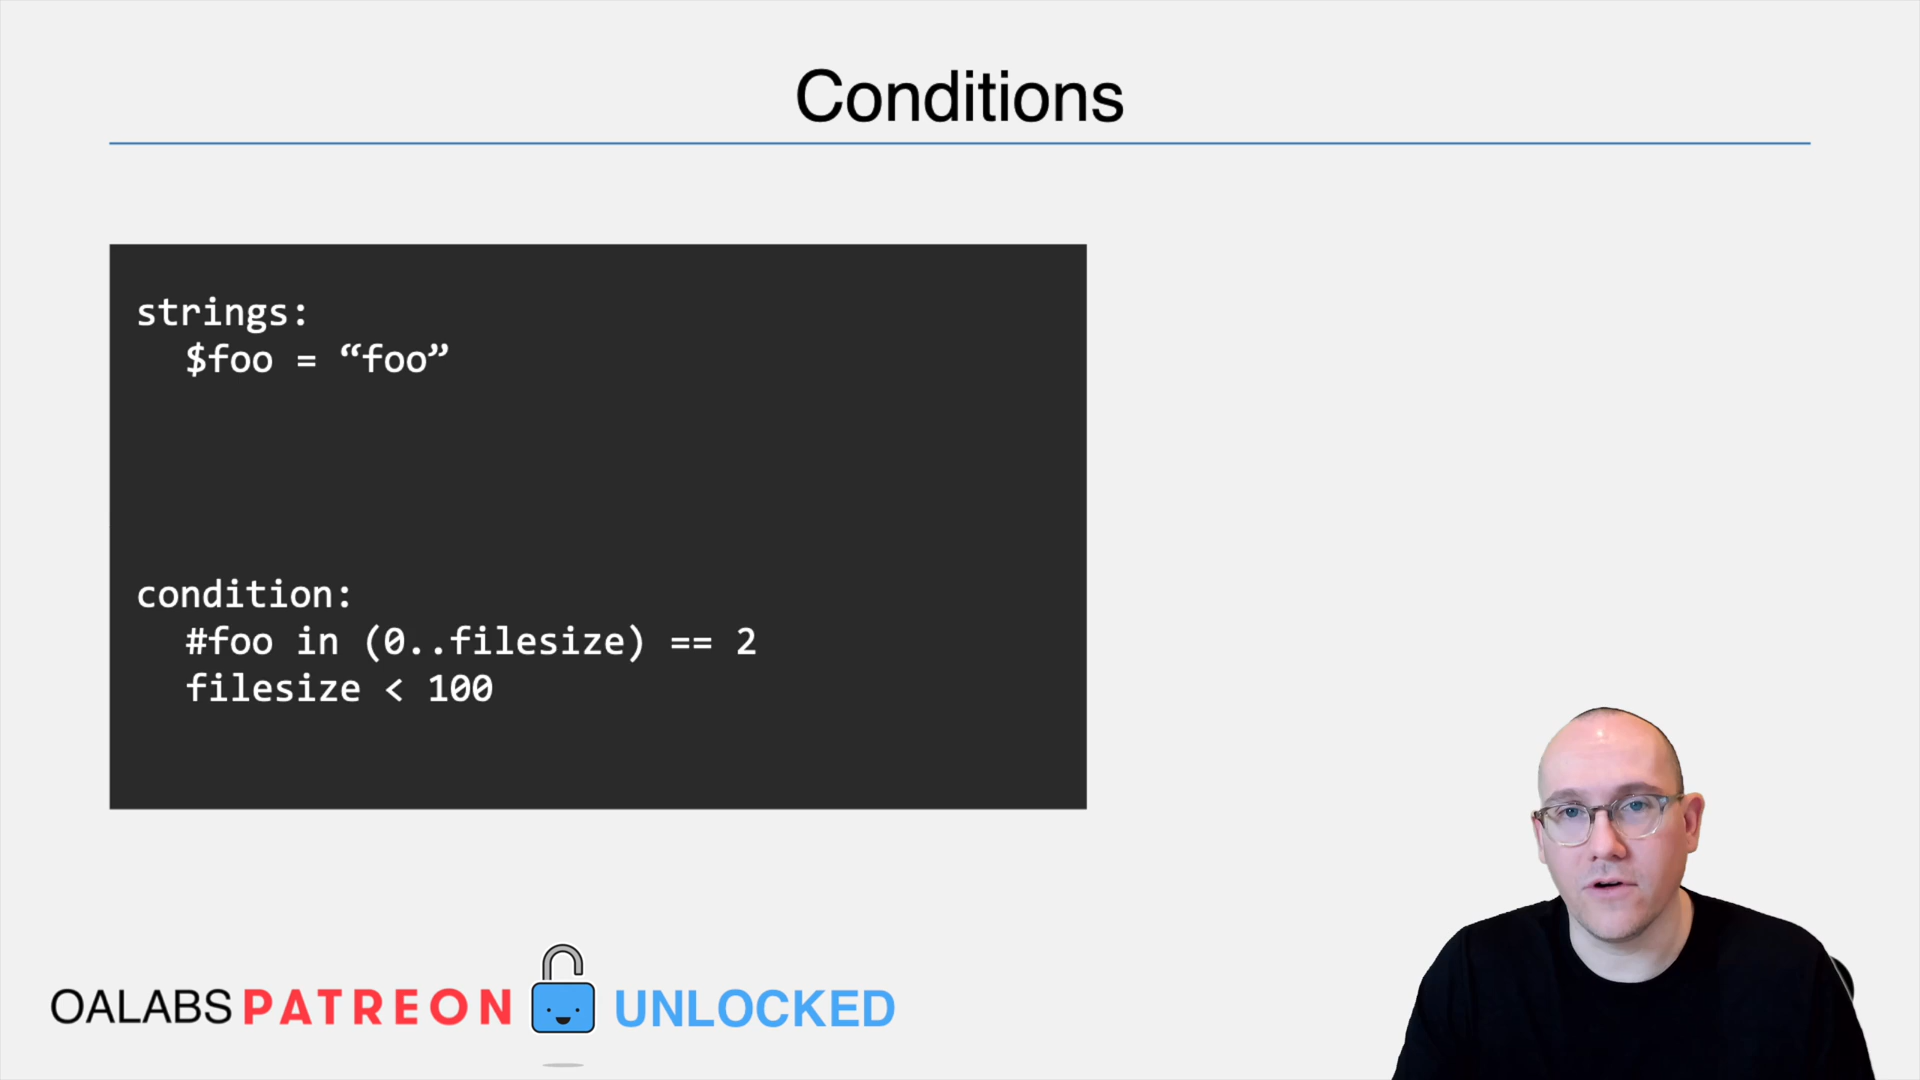 Conditions
strings:
$foo = “foo”
condition:
#foo in (0..filesize) == 2
filesize < 100
OALABS PATREON UNLOCKED